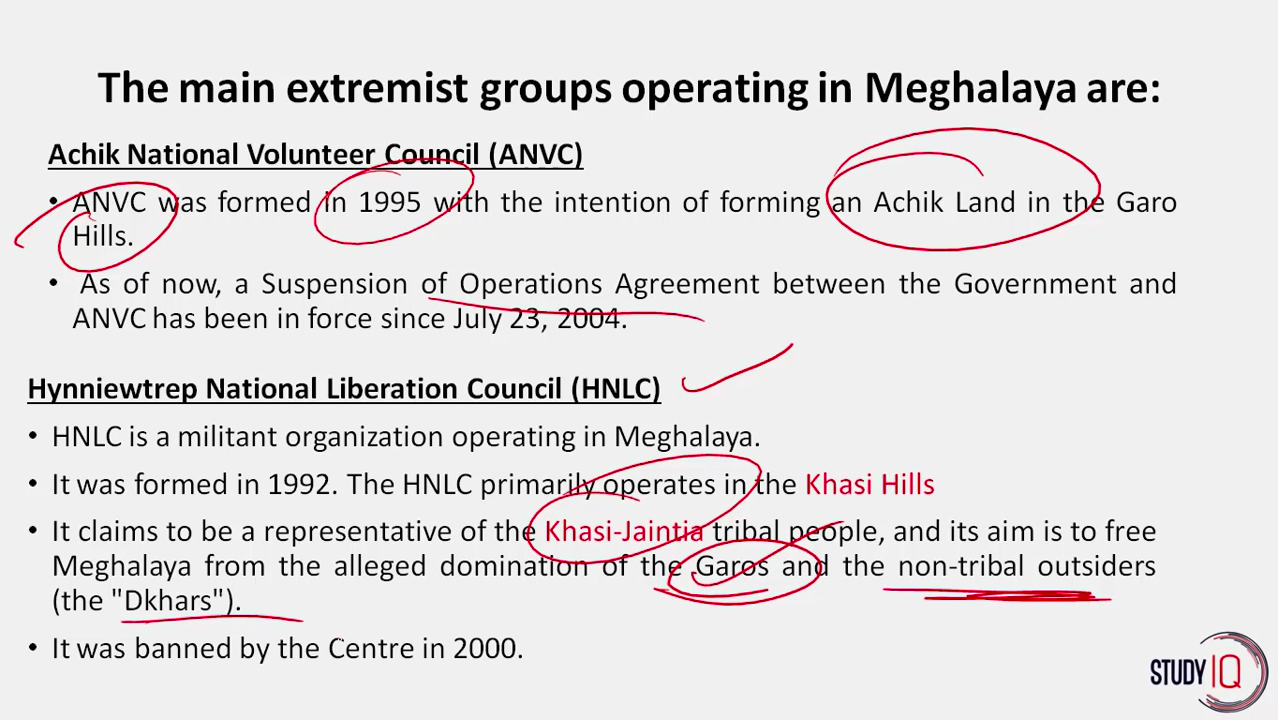 The main extremist groups operating in Meghalaya are:
Achik National Volunteer Council (ANVC)
• ANVC was formed in 1995 with the intention of forming an Achik Land in the Garo
Hills.
• As of now, a Suspension of Operations Agreement between the Government and
ANVC has been in force since July 23, 2004.
Hynniewtrep National Liberation Council (HNLC)
• HNLC is a militant organization operating in Meghalaya.
• It was formed in 1992. The HNLC primarily operates in the Khasi Hills
• It claims to be a representative of the Khasi-Jaintia tribal people, and its aim is to free
Meghalaya from the alleged domination of the Garos and the non-tribal outsiders
(the "Dkhars").
• It was banned by the Centre in 2000.
STUDY IQ